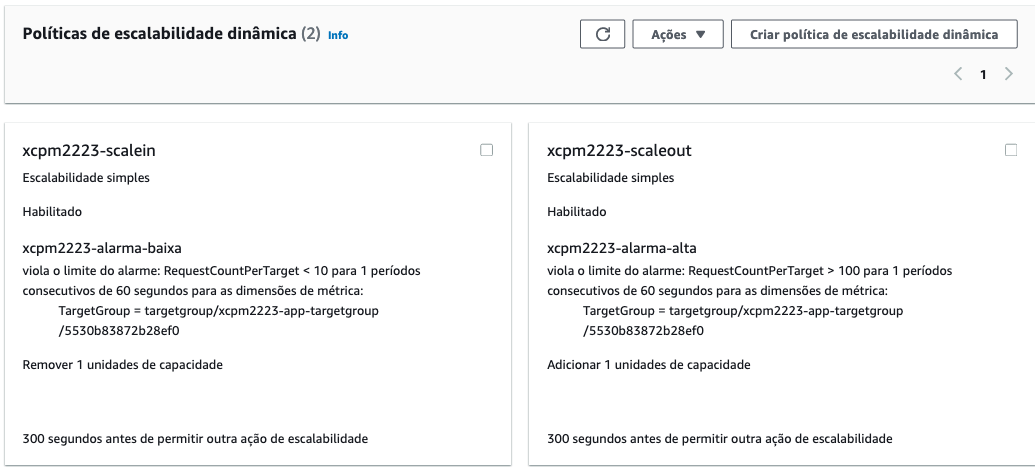 Políticas de escalabilidade dinâmica (2) Info
Ações
Criar política de escalabilidade dinâmica
1
xcpm2223-scalein
Escalabilidade simples
Habilitado
xcpm2223-alarma-baixa
viola o limite do alarme: RequestCountPerTarget < 10 para 1 períodos
consecutivos de 60 segundos para as dimensões de métrica:
TargetGroup = targetgroup/xcpm2223-app-targetgroup
/5530b83872b28ef0
Remover 1 unidades de capacidade
300 segundos antes de permitir outra ação de escalabilidade
xcpm2223-scaleout
Escalabilidade simples
Habilitado
xcpm2223-alarma-alta
viola o limite do alarme: RequestCountPerTarget > 100 para 1 períodos
consecutivos de 60 segundos para as dimensões de métrica:
TargetGroup = targetgroup/xcpm2223-app-targetgroup
/5530b83872b28ef0
Adicionar 1 unidades de capacidade
300 segundos antes de permitir outra ação de escalabilidade